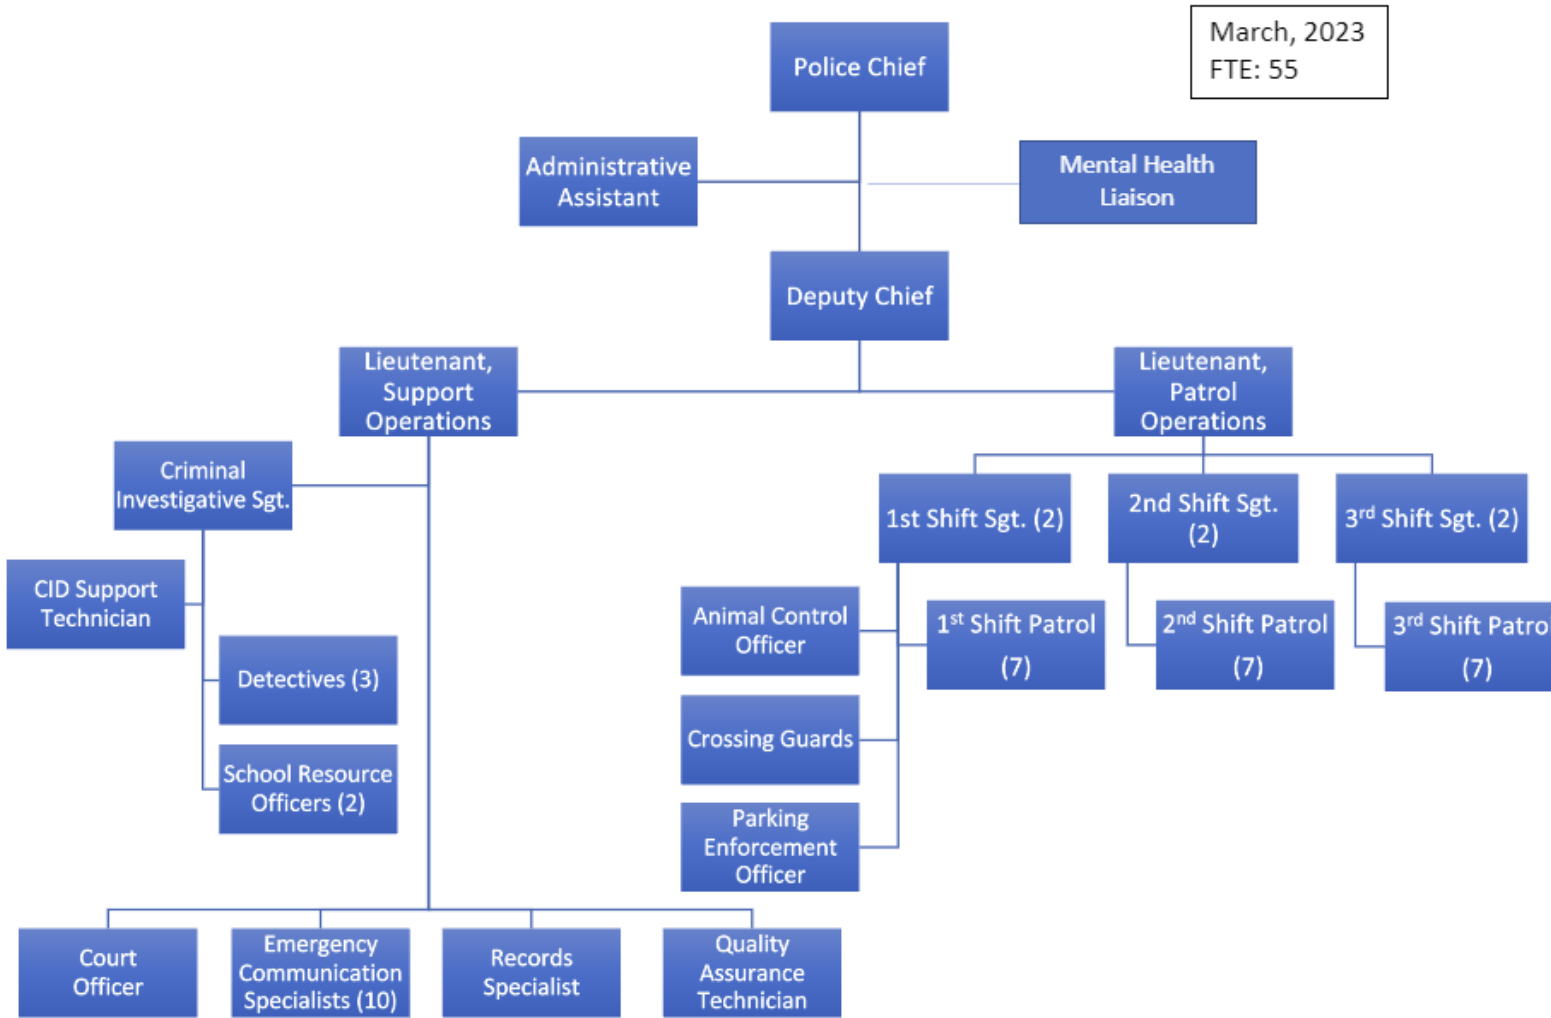 March, 2023
FTE: 55
Police Chief
Administrative
Assistant
Mental Health
Liaison
Deputy Chief
Lieutenant,
Support
Operations
Lieutenant,
Patrol
Operations
Criminal
Investigative Sgt.
1st Shift Sgt. (2)
2nd Shift Sgt.
(2)
3rd Shift Sgt. (2)
CID Support
Technician
Animal Control
Officer
1st Shift Patrol
(7)
2nd Shift Patrol
(7)
3rd Shift Patro
(7)
Detectives (3)
Crossing Guards
School Resource
Officers (2)
Parking
Enforcement
Officer
Court
Officer
Emergency
Communication
Specialists (10)
Records
Specialist
Quality
Assurance
Technician